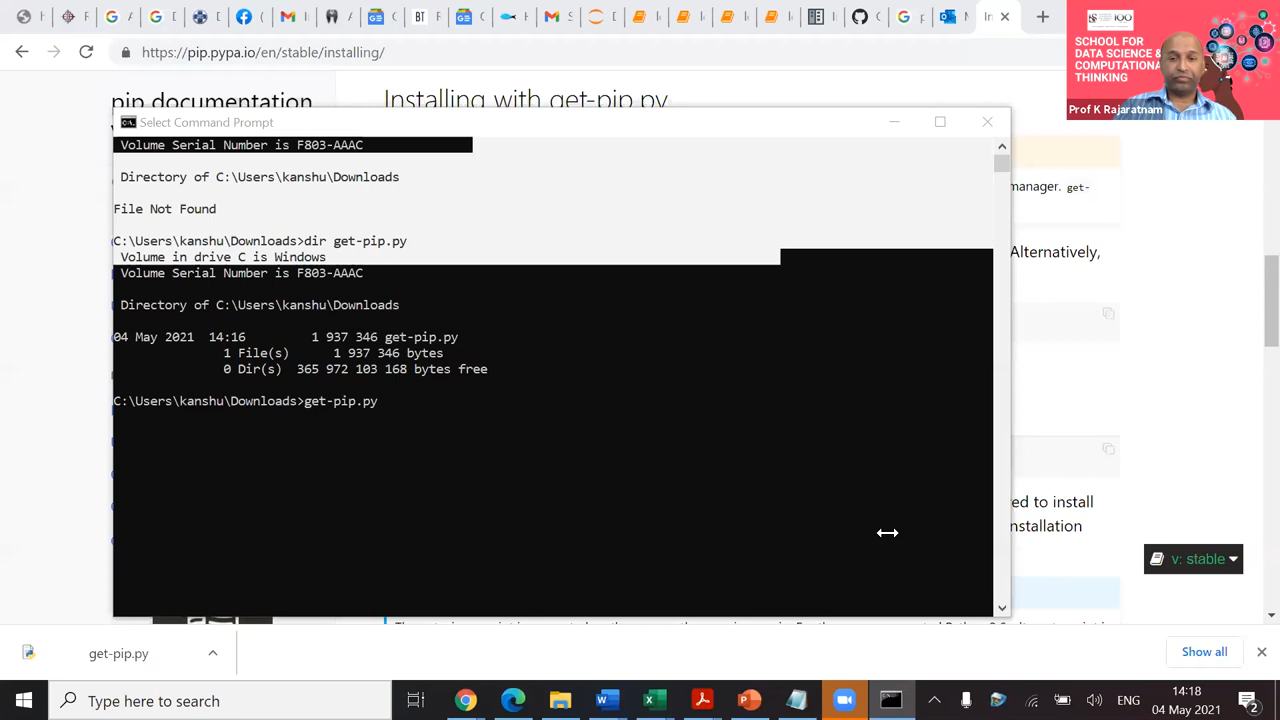 https://pip.pypa.io/en/stable/installing/
SCHOOL FOR
DATA SCIENCE &
COMPUTATIONAL
THINKING
Prof K Rajaratnam
pip documentation
Installing with get-pip.py
Select Command Prompt
Volume Serial Number is F803-AAAC
Directory of C:\Users\kanshu\Downloads
manager. get-
File Not Found
C:\Users\kanshu\Downloads>dir get-pip.py
Alternatively,
Volume in drive C is Windows
Volume Serial Number is F803-AAAC
Directory of C:\Users\kanshu\Downloads
04 May 2021 14:16 1 937 346 get-pip.py
1 File(s) 1 937 346 bytes
0 Dir(s) 365 972 103 168 bytes free
C:\Users\kanshu\Downloads>get-pip.py
ed to install
nstallation
v: stable
get-pip.py
Show all
Type here to search
ENG
14:18
04 May 2021
2